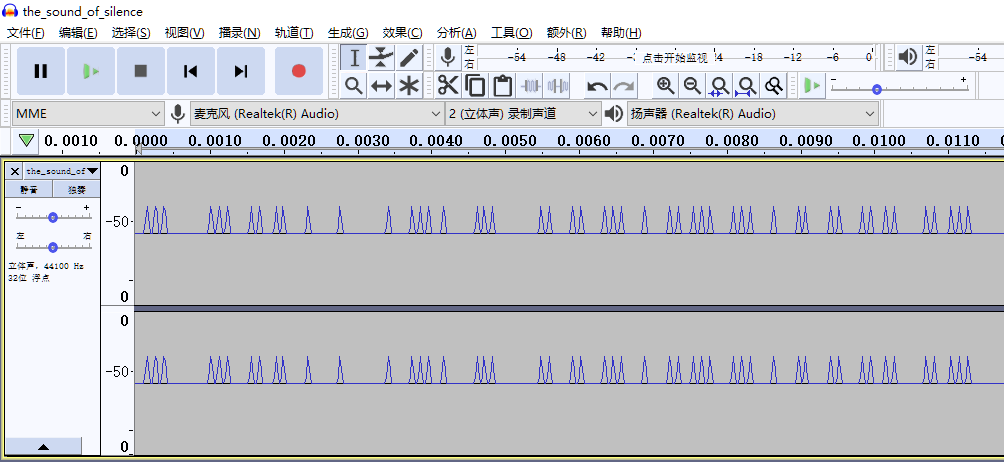 the_sound_of_silence
文件(F) 编辑(E) 选择(S) 视图(V) 播录(N) 轨道(T) 生成(G) 效果(C) 分析(A) 工具(O) 额外(R) 帮助(H)
左 -54 -48 -42 点击开始监视 -18 -12 -6 0 左 -54
右 右
- +
MME 麦克风 (Realtek(R) Audio) 2 (立体声) 录制声道 扬声器 (Realtek(R) Audio)
0.0010 0.0000 0.0010 0.0020 0.0030 0.0040 0.0050 0.0060 0.0070 0.0080 0.0090 0.0100 0.0110
the_sound_of 0
静音 独奏
- + -50
左 右
立体声, 44100 Hz
32位 浮点
0
0
-50
0